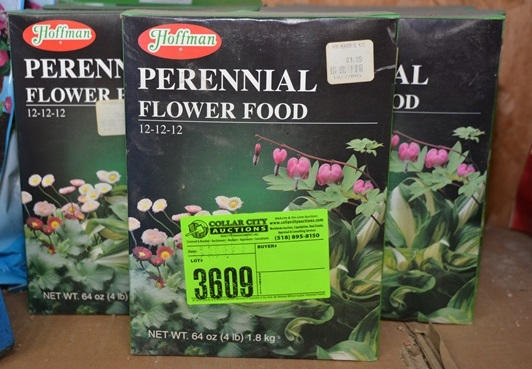 Hoffman
PERENN
FLOWER F
12-12-12
NET WT. 64 oz (4 lb)
Hoffman
PERENNIAL
FLOWER FOOD
12-12-12
COLLAR CITY
AUCTIONS
(518) 895-8150
LOT#
BUYER:
3609
NET WT. 64 oz (4 lb) 1.8 kg
AL
OD